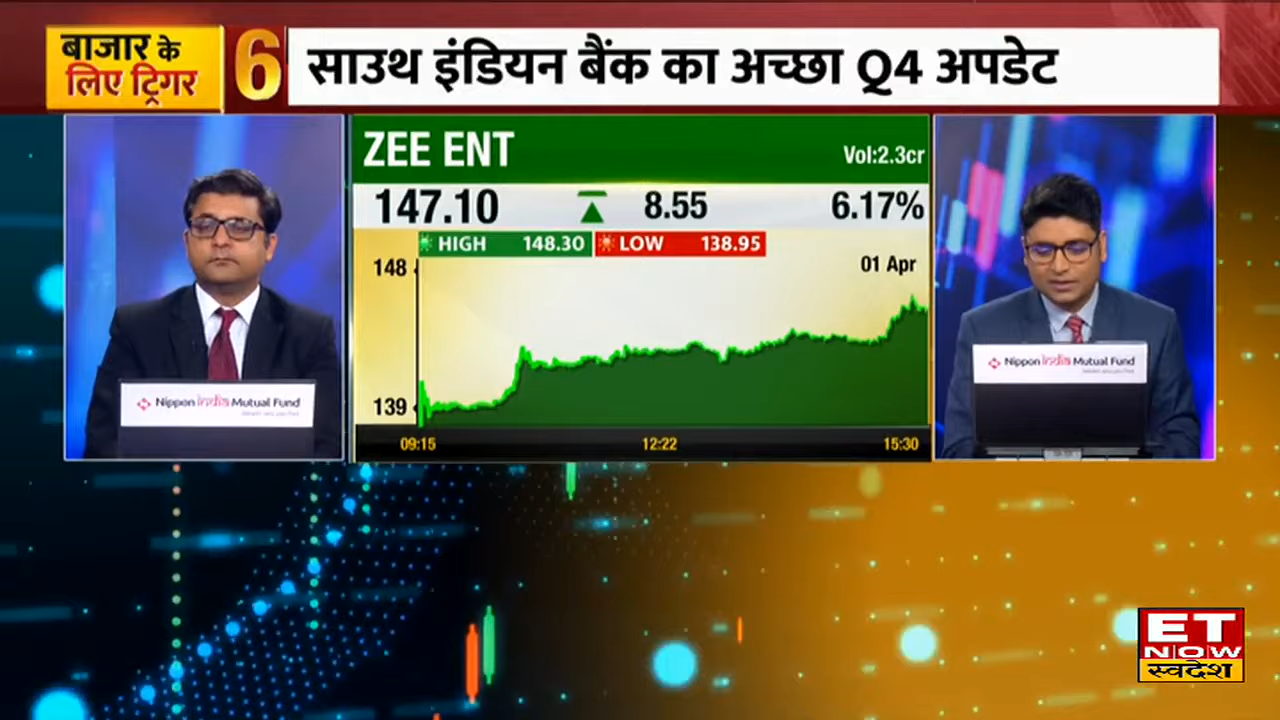 बाजार के
लिए ट्रिगर
6
साउथ इंडियन बैंक का अच्छा Q4 अपडेट
ZEE ENT
Vol:2.3cr
147.10 8.55 6.17%
HIGH 148.30 LOW 138.95
148
01 Apr
139
09:15 12:22 15:30
Nippon india Mutual Fund
Nippon india Mutual Fund
ET
NOW
स्वदेश